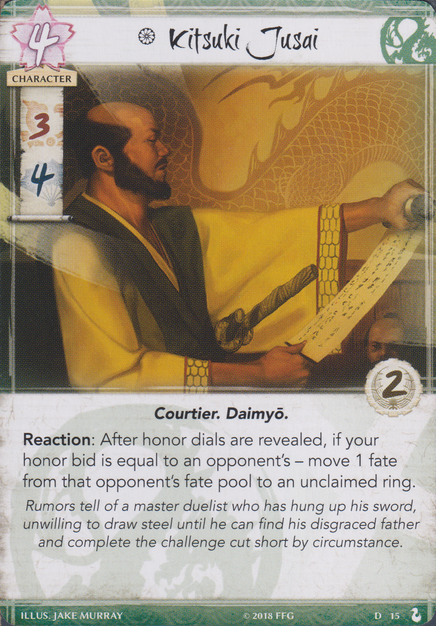 4
Kitsuki Jusai
CHARACTER
3
4
2
Courtier. Daimyō.
Reaction: After honor dials are revealed, if your
honor bid is equal to an opponent's – move 1 fate
from that opponent's fate pool to an unclaimed ring.
Rumors tell of a master duelist who has hung up his sword,
unwilling to draw steel until he can find his disgraced father
and complete the challenge cut short by circumstance.
ILLUS. JAKE MURRAY
© 2018 FFG
D 15